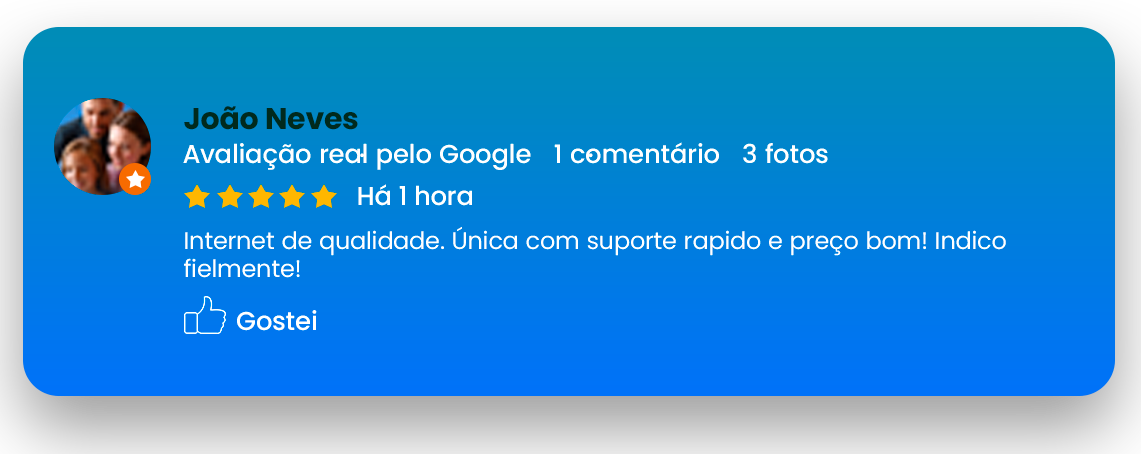 João Neves
Avaliação real pelo Google 1 comentário 3 fotos
Há 1 hora
Internet de qualidade. Única com suporte rapido e preço bom! Indico
fielmente!
Gostei